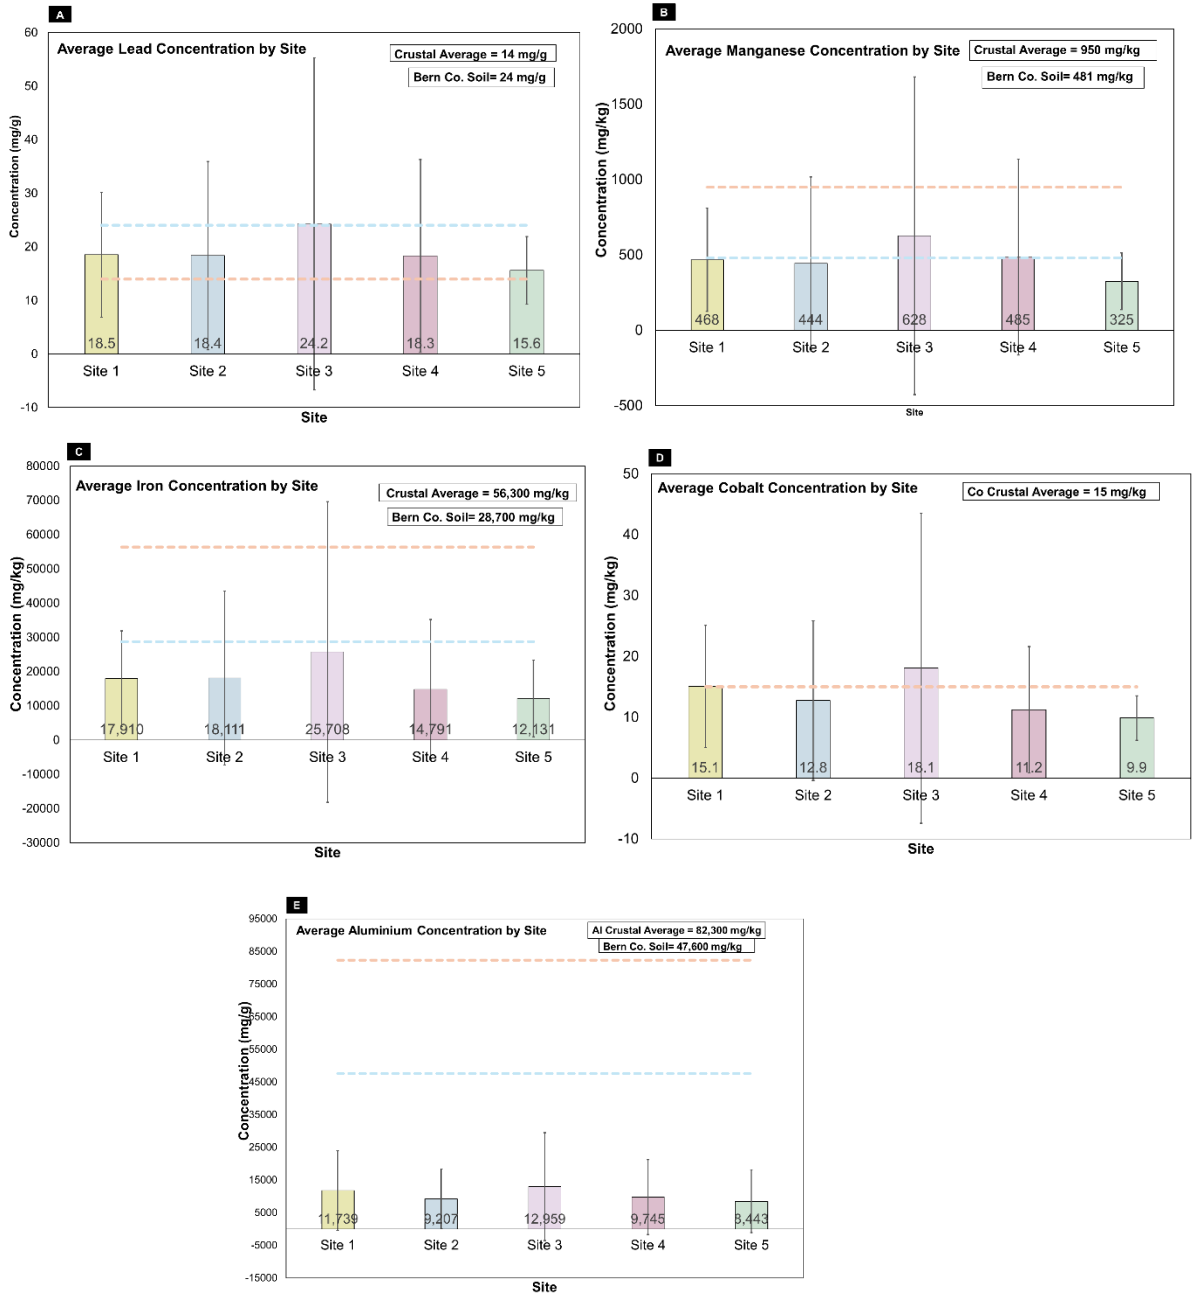 A
Average Lead Concentration by Site
Crustal Average = 14 mg/g
Bern Co. Soil= 24 mg/g
Concentration (mg/g)
60
50
40
30
20
10
0
-10
18.5
18.4
24.2
18.3
15.6
Site 1
Site 2
Site 3
Site 4
Site 5
Site
B
Average Manganese Concentration by Site
Crustal Average = 950 mg/kg
Bern Co. Soil= 481 mg/kg
Concentration (mg/kg)
2000
1500
1000
500
0
-500
468
444
628
485
325
Site 1
Site 2
Site 3
Site 4
Site 5
Site
C
Average Iron Concentration by Site
Crustal Average = 56,300 mg/kg
Bern Co. Soil= 28,700 mg/kg
Concentration (mg/kg)
80000
70000
60000
50000
40000
30000
20000
10000
0
-10000
-20000
-30000
17,910
18,111
25,708
14,791
12,131
Site 1
Site 2
Site 3
Site 4
Site 5
Site
D
Average Cobalt Concentration by Site
Co Crustal Average = 15 mg/kg
Concentration (mg/kg)
50
40
30
20
10
0
-10
15.1
12.8
18.1
11.2
9.9
Site 1
Site 2
Site 3
Site 4
Site 5
Site
E
Average Aluminium Concentration by Site
Al Crustal Average = 82,300 mg/kg
Bern Co. Soil= 47,600 mg/kg
Concentration (mg/g)
95000
85000
75000
65000
55000
45000
35000
25000
15000
5000
-5000
-15000
11,739
9,207
12,959
9,745
8,443
Site 1
Site 2
Site 3
Site 4
Site 5
Site